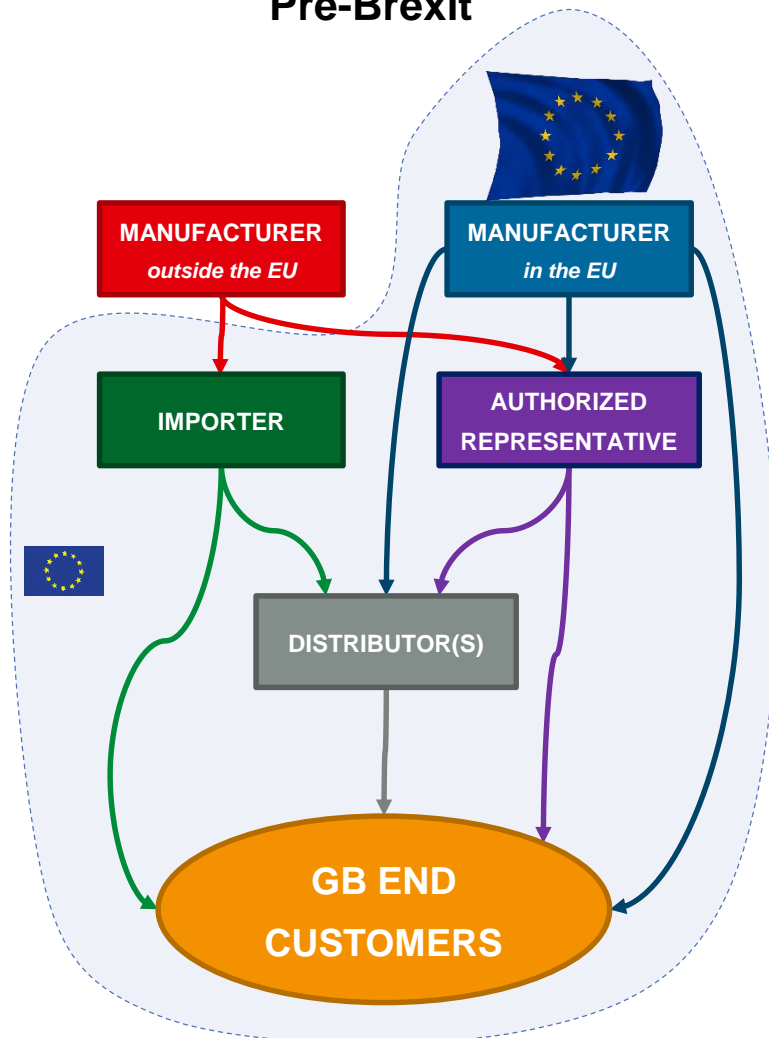 Pre-Brexit
MANUFACTURER
outside the EU
MANUFACTURER
in the EU
IMPORTER
AUTHORIZED
REPRESENTATIVE
DISTRIBUTOR(S)
GB END
CUSTOMERS